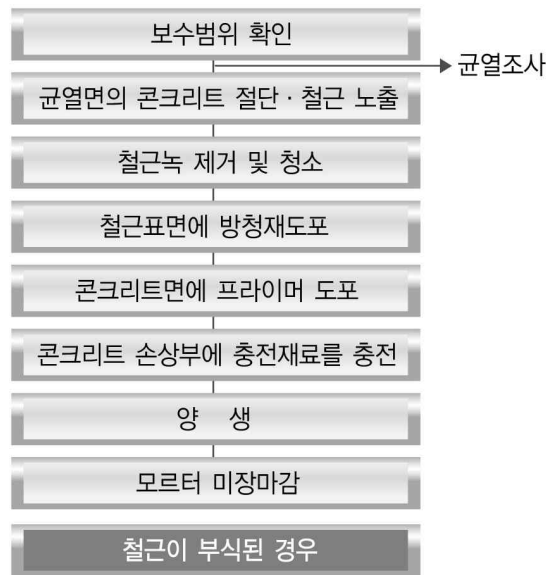 보수범위 확인
균열조사
균열면의 콘크리트 절단 · 철근 노출
철근녹 제거 및 청소
철근표면에 방청재도포
콘크리트면에 프라이머 도포
콘크리트 손상부에 충전재료를 충전
양 생
모르터 미장마감
철근이 부식된 경우